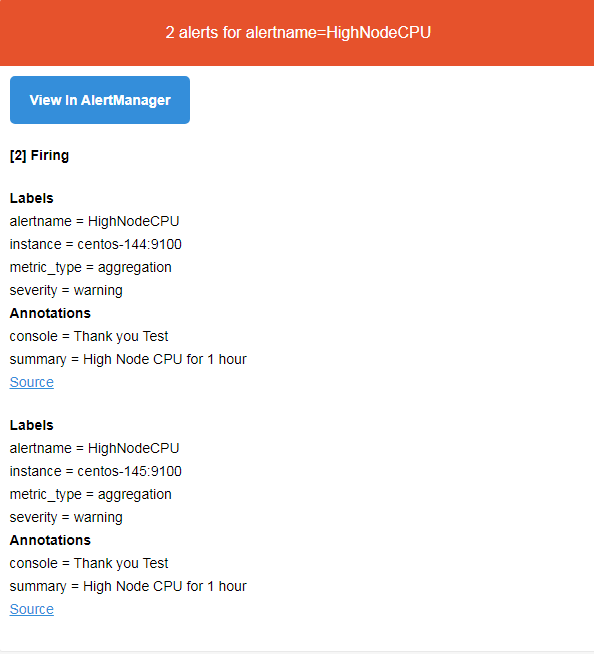 2 alerts for alertname=HighNodeCPU
View In AlertManager
[2] Firing
Labels
alertname = HighNodeCPU
instance = centos-144:9100
metric_type = aggregation
severity = warning
Annotations
console = Thank you Test
summary = High Node CPU for 1 hour
Source
Labels
alertname = HighNodeCPU
instance = centos-145:9100
metric_type = aggregation
severity = warning
Annotations
console = Thank you Test
summary = High Node CPU for 1 hour
Source